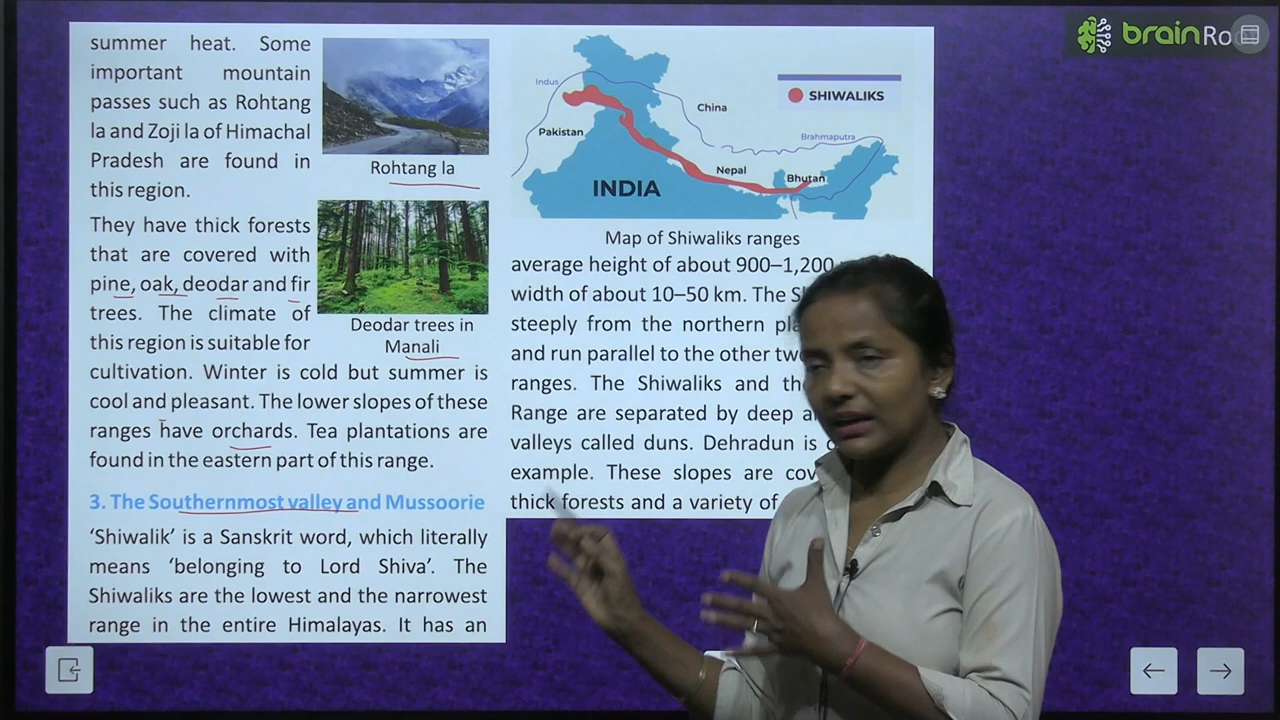 summer heat. Some
important mountain
passes such as Rohtang
la and Zoji la of Himachal
Pradesh are found in
this region.
Rohtang la
They have thick forests
that are covered with
pine, oak, deodar and fir
trees. The climate of
this region is suitable for
cultivation. Winter is cold but summer is
cool and pleasant. The lower slopes of these
ranges have orchards. Tea plantations are
found in the eastern part of this range.
Deodar trees in
Manali
3. The Southernmost valley and Mussoorie
‘Shiwalik’ is a Sanskrit word, which literally
means ‘belonging to Lord Shiva’. The
Shiwaliks are the lowest and the narrowest
range in the entire Himalayas. It has an
Indus
China
SHIWALIKS
Pakistan
Brahmaputra
Nepal
Bhutan
INDIA
Map of Shiwaliks ranges
average height of about 900–1,200
width of about 10–50 km. The
steeply from the northern
and run parallel to the other
ranges. The Shiwaliks and
Range are separated by deep
valleys called duns. Dehradun is
example. These slopes are
thick forests and a variety of
brain